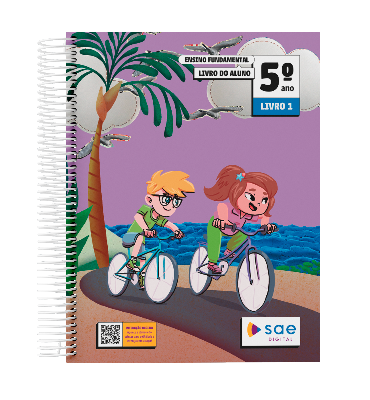 ENSINO FUNDAMENTAL
LIVRO DO ALUNO
5º
ano
LIVRO 1
sae
DIGITAL